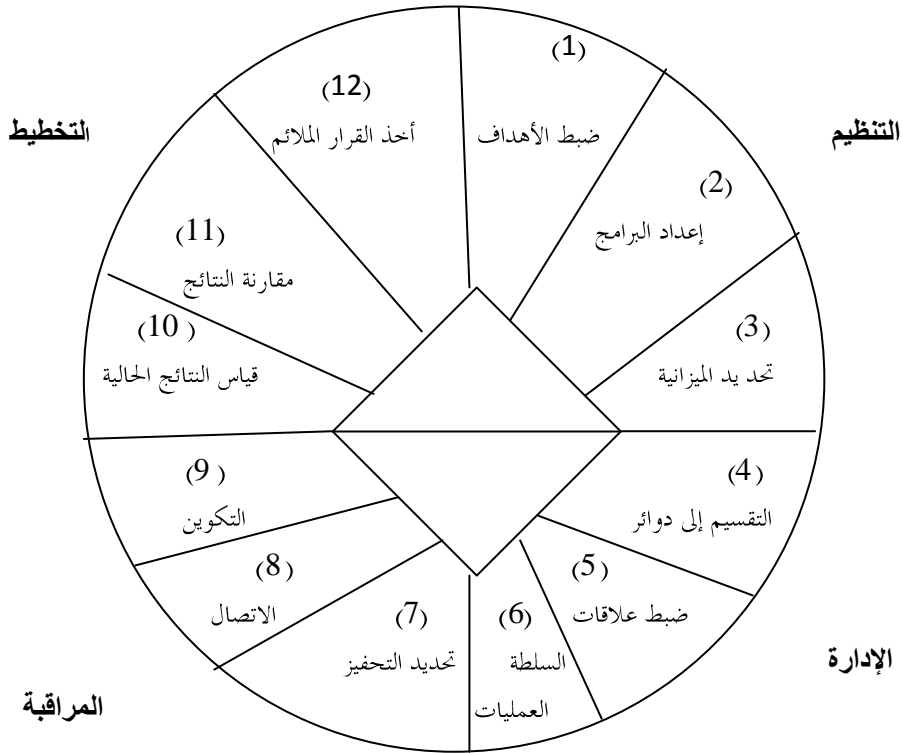 (1)
ضبط الأهداف
(2)
إعداد البرامج
(3)
تحد يد الميزانية
(4)
التقسيم إلى دوائر
(5)
ضبط علاقات
(6)
السلطة
العمليات
(7)
تحديد التحفيز
(8)
الاتصال
(9)
التكوين
(10)
قياس النتائج الحالية
(11)
مقارنة النتائج
(12)
أخذ القرار الملائم
التنظيم
الإدارة
المراقبة
التخطيط